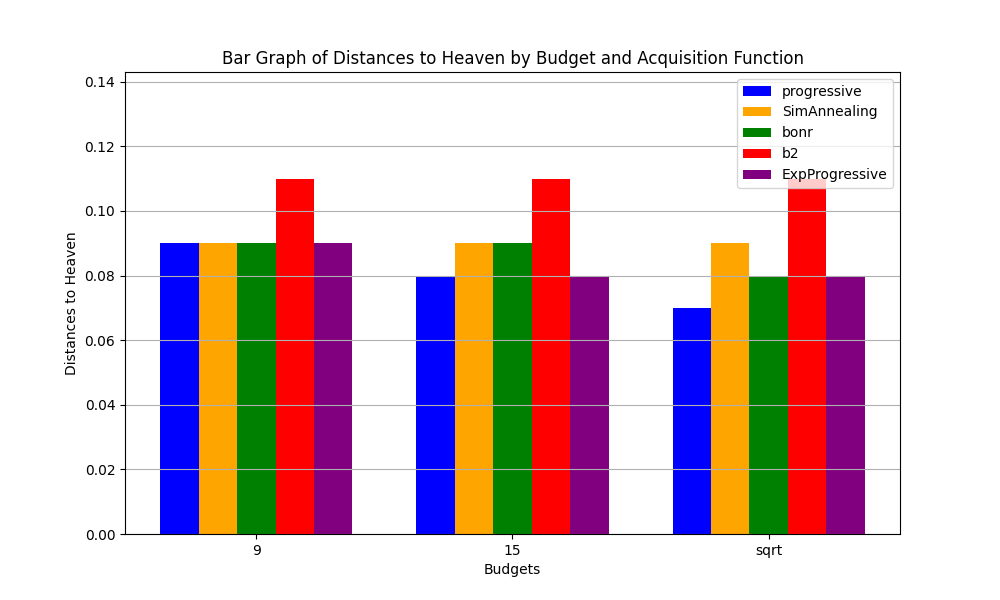 Bar Graph of Distances to Heaven by Budget and Acquisition Function
0.14
0.12
0.10
0.08
0.06
0.04
0.02
0.00
Distances to Heaven
progressive
SimAnnealing
bonr
b2
ExpProgressive
9
15
sqrt
Budgets